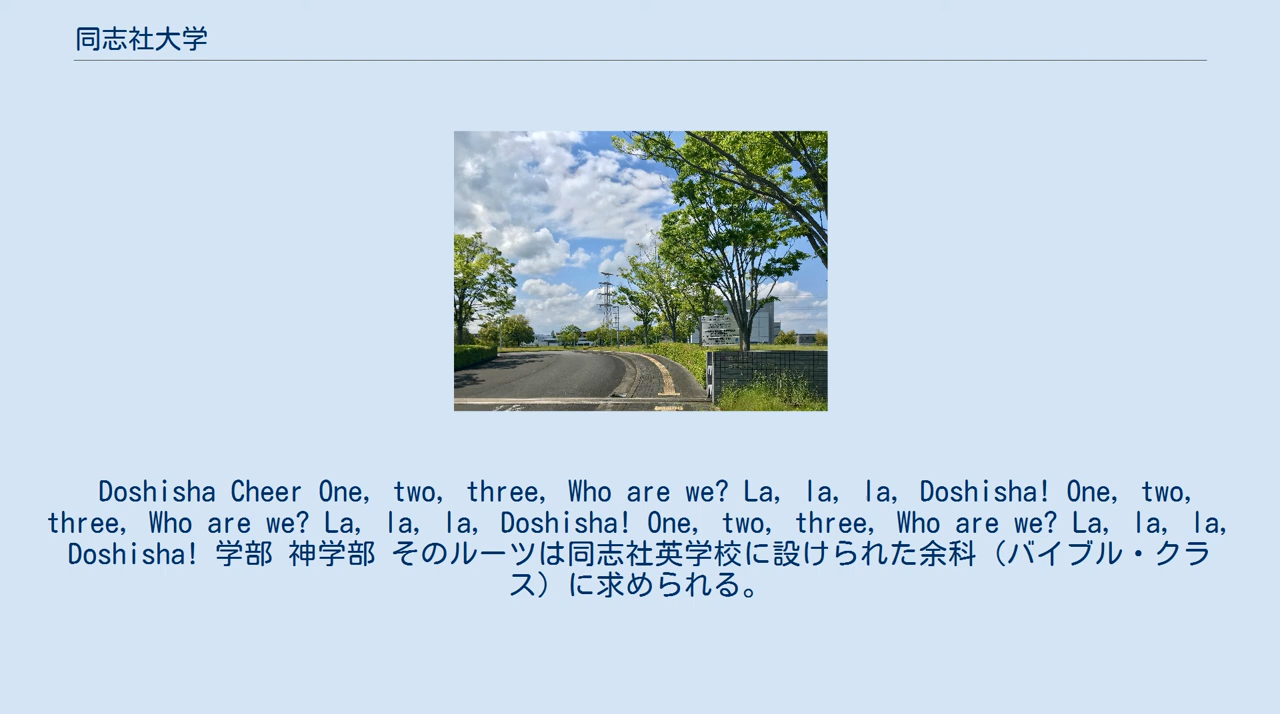 同志社大学
Doshisha Cheer One, two, three, Who are we? La, la, la, Doshisha! One, two,
three, Who are we? La, la, la, Doshisha! One, two, three, Who are we? La, la, la,
Doshisha! 学部 神学部 そのルーツは同志社英学校に設けられた余科（バイブル・クラ
ス）に求められる。